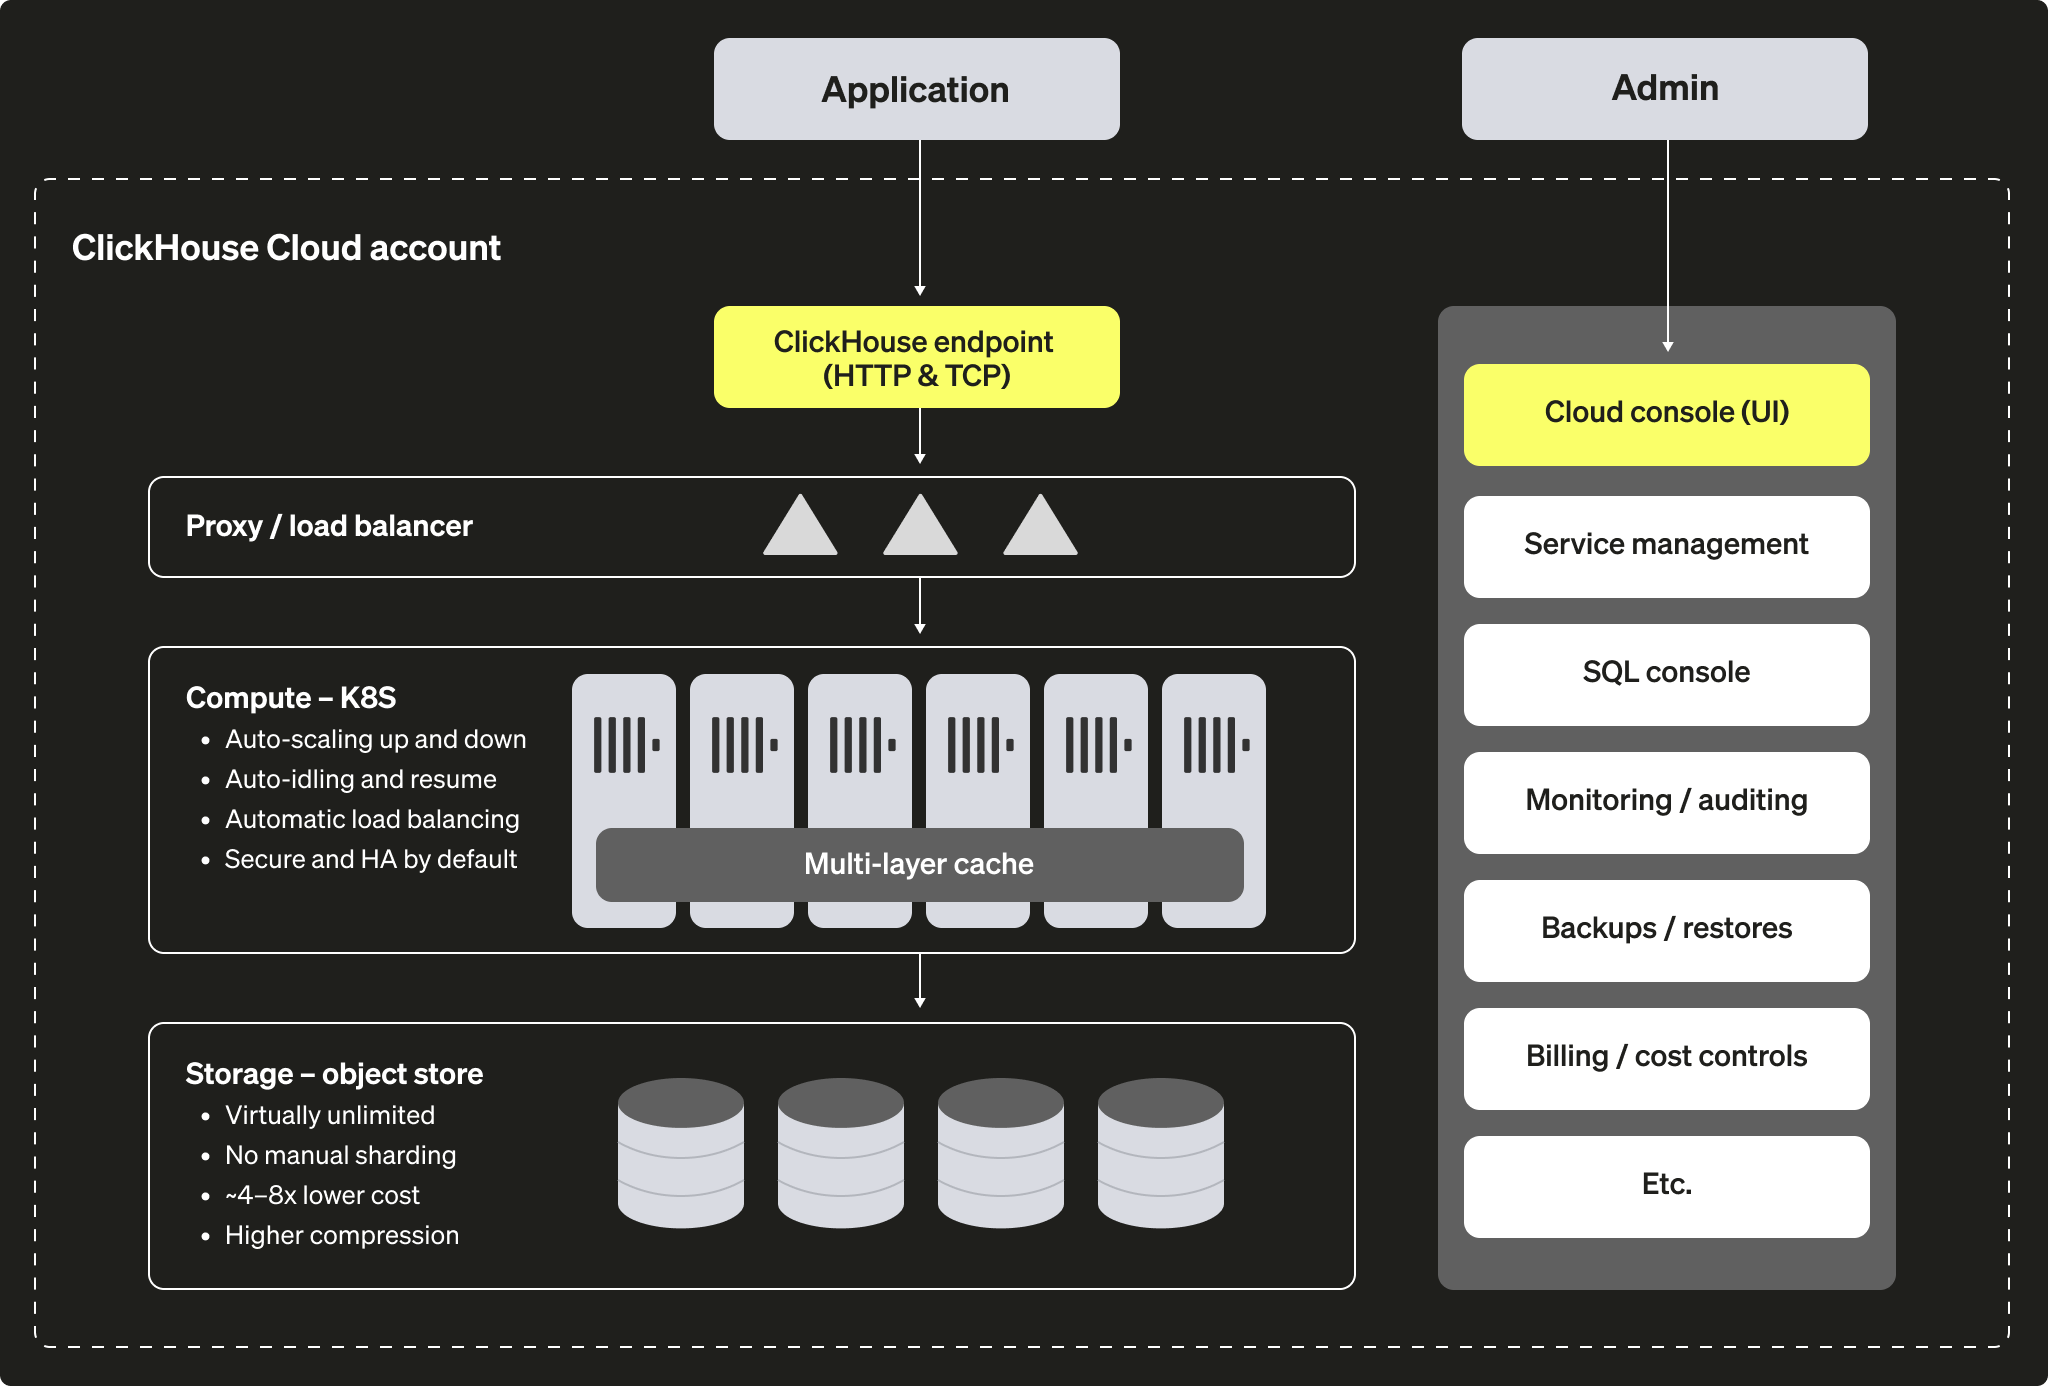 Application
Admin
ClickHouse Cloud account
ClickHouse endpoint
(HTTP & TCP)
Proxy / load balancer
Compute – K8S
• Auto-scaling up and down
• Auto-idling and resume
• Automatic load balancing
• Secure and HA by default
Multi-layer cache
Storage – object store
• Virtually unlimited
• No manual sharding
• ~4–8x lower cost
• Higher compression
Cloud console (UI)
Service management
SQL console
Monitoring / auditing
Backups / restores
Billing / cost controls
Etc.